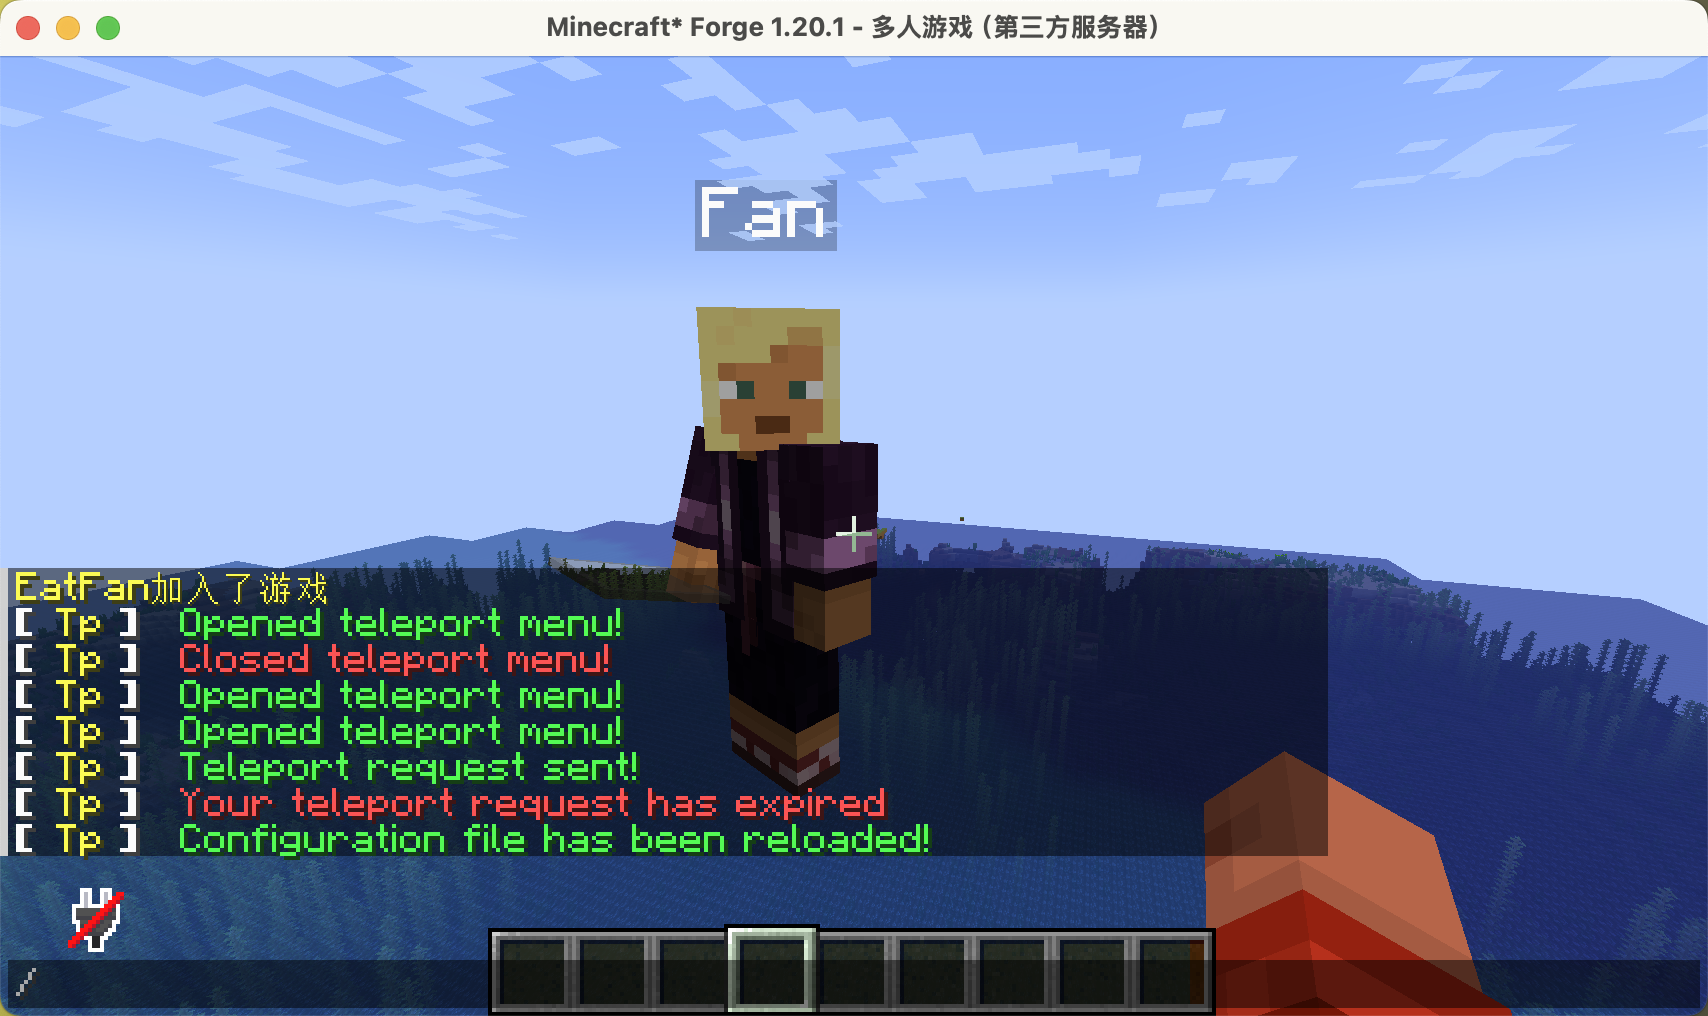 Minecraft* Forge 1.20.1 - 多人游戏（第三方服务器）
Fan
EatFan加入了游戏
[ Tp ] Opened teleport menu!
[ Tp ] Closed teleport menu!
[ Tp ] Opened teleport menu!
[ Tp ] Opened teleport menu!
[ Tp ] Teleport request sent!
[ Tp ] Your teleport request has expired
[ Tp ] Configuration file has been reloaded!
/